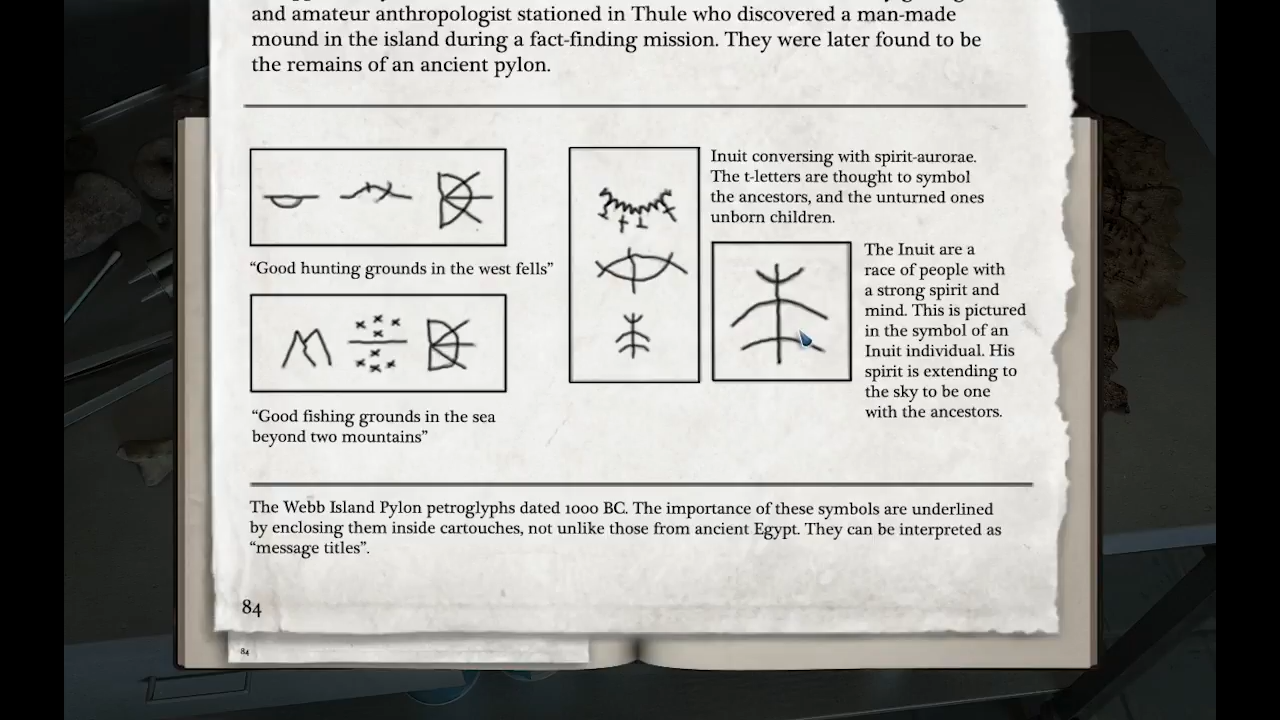 and amateur anthropologist stationed in Thule who discovered a man-made
mound in the island during a fact-finding mission. They were later found to be
the remains of an ancient pylon.
Inuit conversing with spirit-aurorae.
The t-letters are thought to symbol
the ancestors, and the unturned ones
unborn children.
"Good hunting grounds in the west fells"
The Inuit are a
race of people with
a strong spirit and
mind. This is pictured
in the symbol of an
Inuit individual. His
spirit is extending to
the sky to be one
with the ancestors.
"Good fishing grounds in the sea
beyond two mountains"
The Webb Island Pylon petroglyphs dated 1000 BC. The importance of these symbols are underlined
by enclosing them inside cartouches, not unlike those from ancient Egypt. They can be interpreted as
"message titles".
84
84